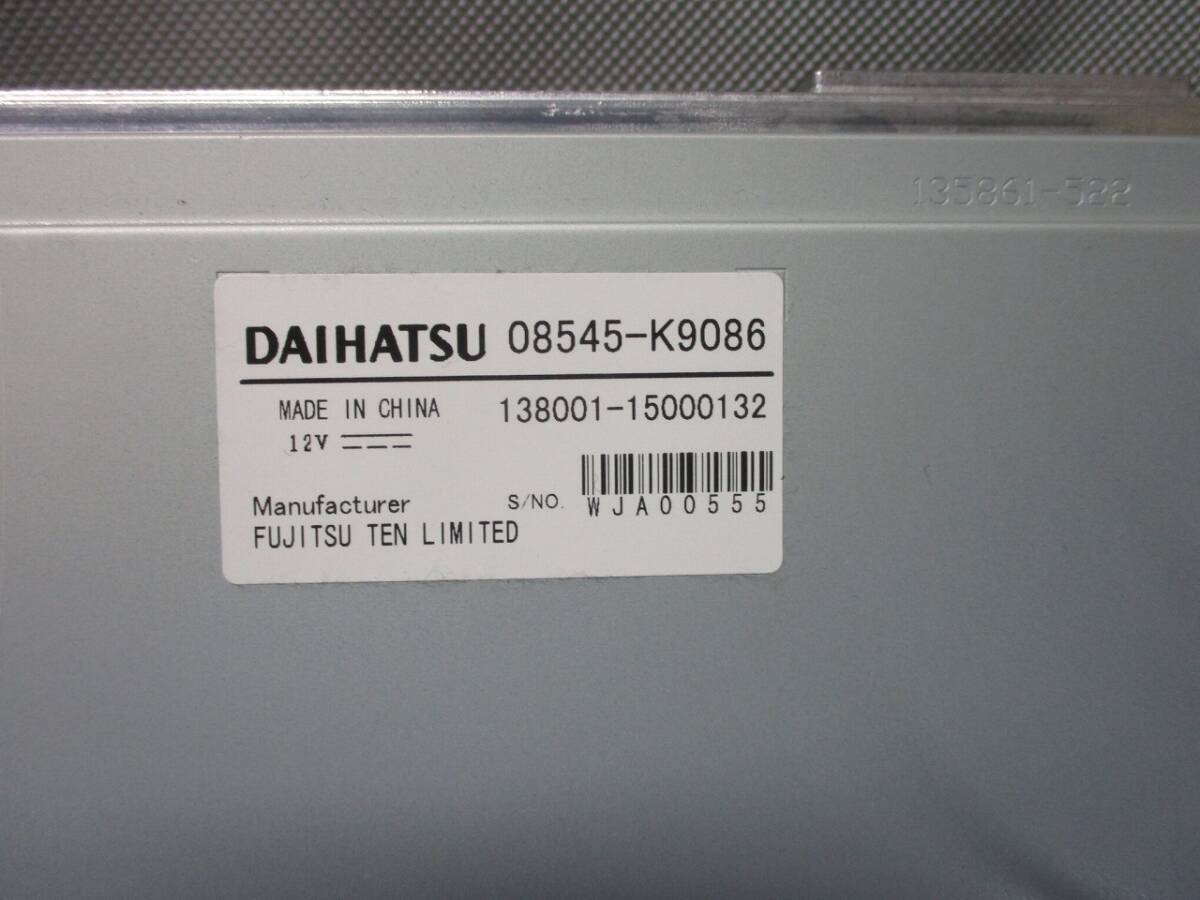 135861-522
DAIHATSU 08545-K9086
MADE IN CHINA 138001-15000132
12V
S/NO. WJA00555
Manufacturer
FUJITSU TEN LIMITED